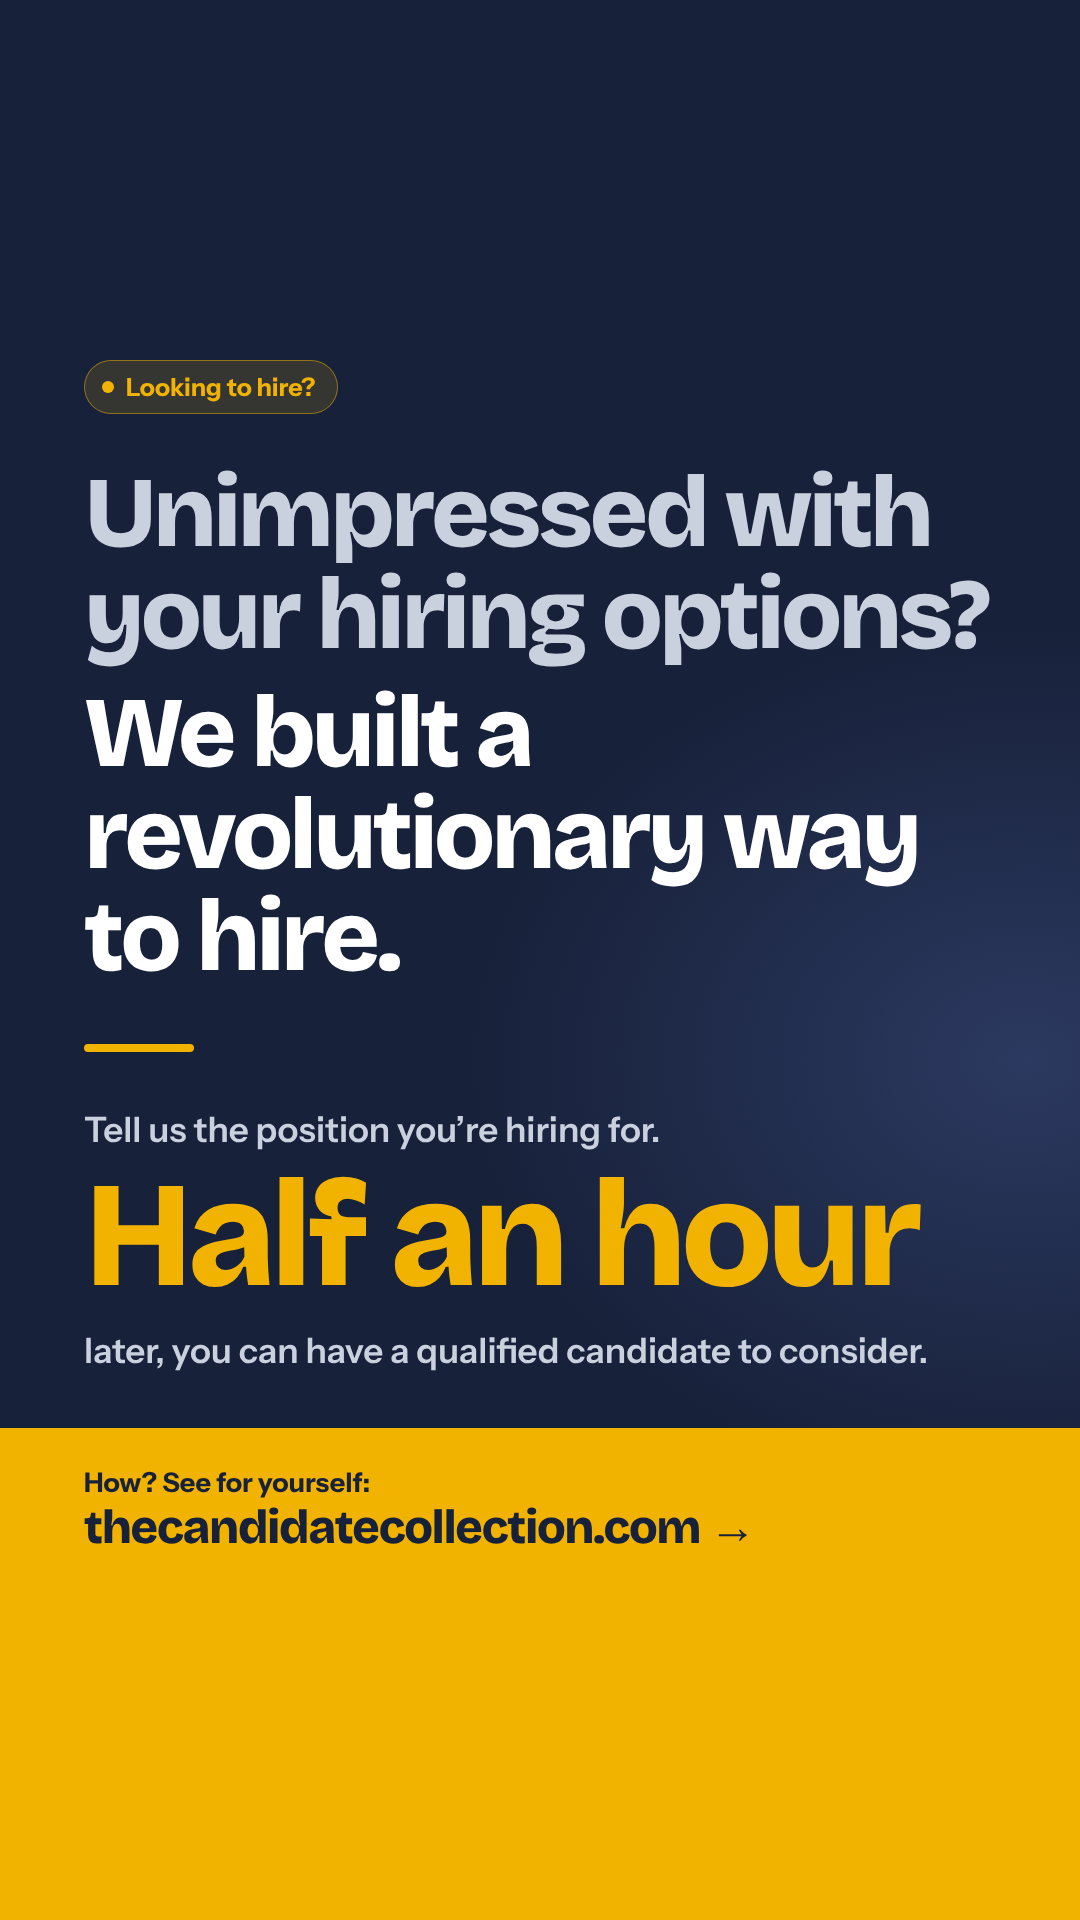 Looking to hire?
Unimpressed with
your hiring options?
We built a
revolutionary way
to hire.
Tell us the position you’re hiring for.
Half an hour
later, you can have a qualified candidate to consider.
How? See for yourself:
thecandidatecollection.com →